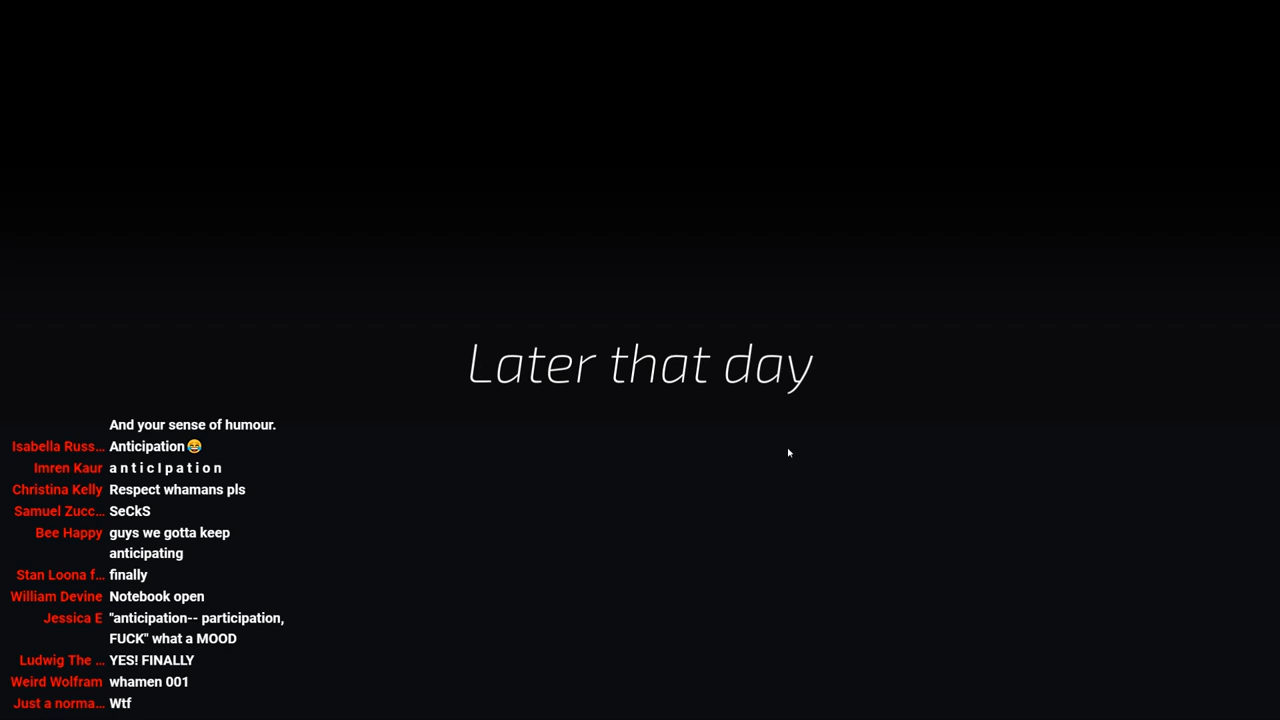 Later that day
And your sense of humour.
Isabella Russ... Anticipation😂
Imren Kaur a n t i c I p a t i o n
Christina Kelly Respect whamans pls
Samuel Zucc... SeCkS
Bee Happy guys we gotta keep
anticipating
Stan Loona f... finally
William Devine Notebook open
Jessica E "anticipation-- participation,
FUCK" what a MOOD
Ludwig The ... YES! FINALLY
Weird Wolfram whamen 001
Just a norma... Wtf